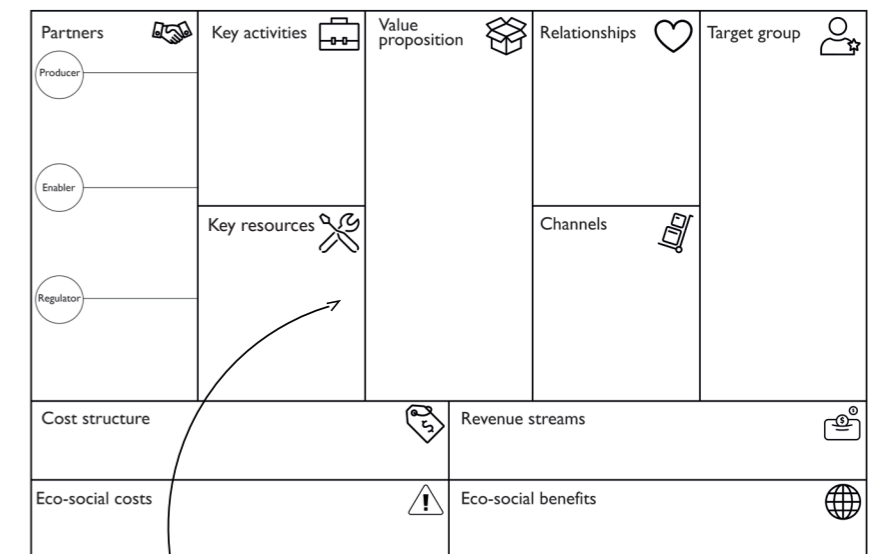 Partners
Producer
Enabler
Regulator
Key activities
Key resources
Value
proposition
Relationships
Channels
Target group
Cost structure
Revenue streams
Eco-social costs
Eco-social benefits